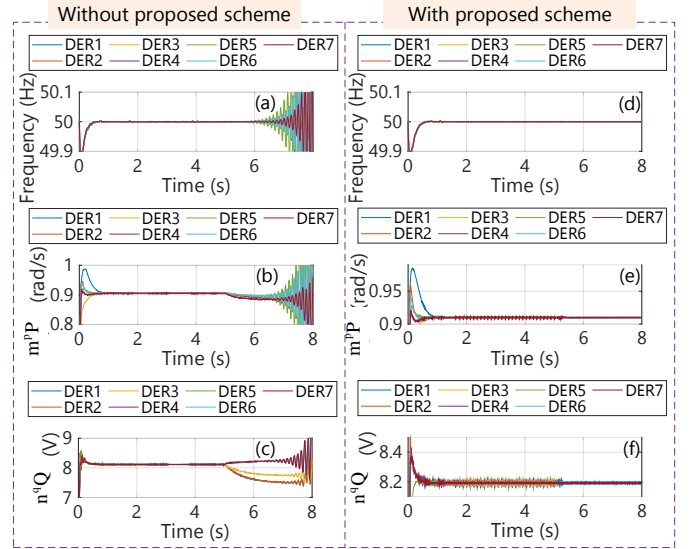 Without proposed scheme
With proposed scheme
DER1 DER3 DER5 DER7
DER2 DER4 DER6
Frequency (Hz)
50.1
50
49.9
(a)
0 2 4 6 8
Time (s)
DER1 DER3 DER5 DER7
DER2 DER4 DER6
Frequency (Hz)
50.1
50
49.9
(d)
0 2 4 6 8
Time (s)
DER1 DER3 DER5 DER7
DER2 DER4 DER6
mᵖP (rad/s)
1
0.9
0.8
(b)
0 2 4 6 8
Time (s)
DER1 DER3 DER5 DER7
DER2 DER4 DER6
mᵖP (rad/s)
0.95
0.9
(e)
0 2 4 6 8
Time (s)
DER1 DER3 DER5 DER7
DER2 DER4 DER6
n𐞥Q (V)
9
8
7
(c)
0 2 4 6 8
Time (s)
DER1 DER3 DER5 DER7
DER2 DER4 DER6
n𐞥Q (V)
8.4
8.2
(f)
0 2 4 6 8
Time (s)